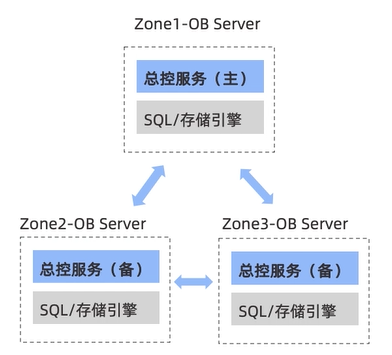 Zone1-OB Server
总控服务（主）
SQL/存储引擎
Zone2-OB Server
总控服务（备）
SQL/存储引擎
Zone3-OB Server
总控服务（备）
SQL/存储引擎